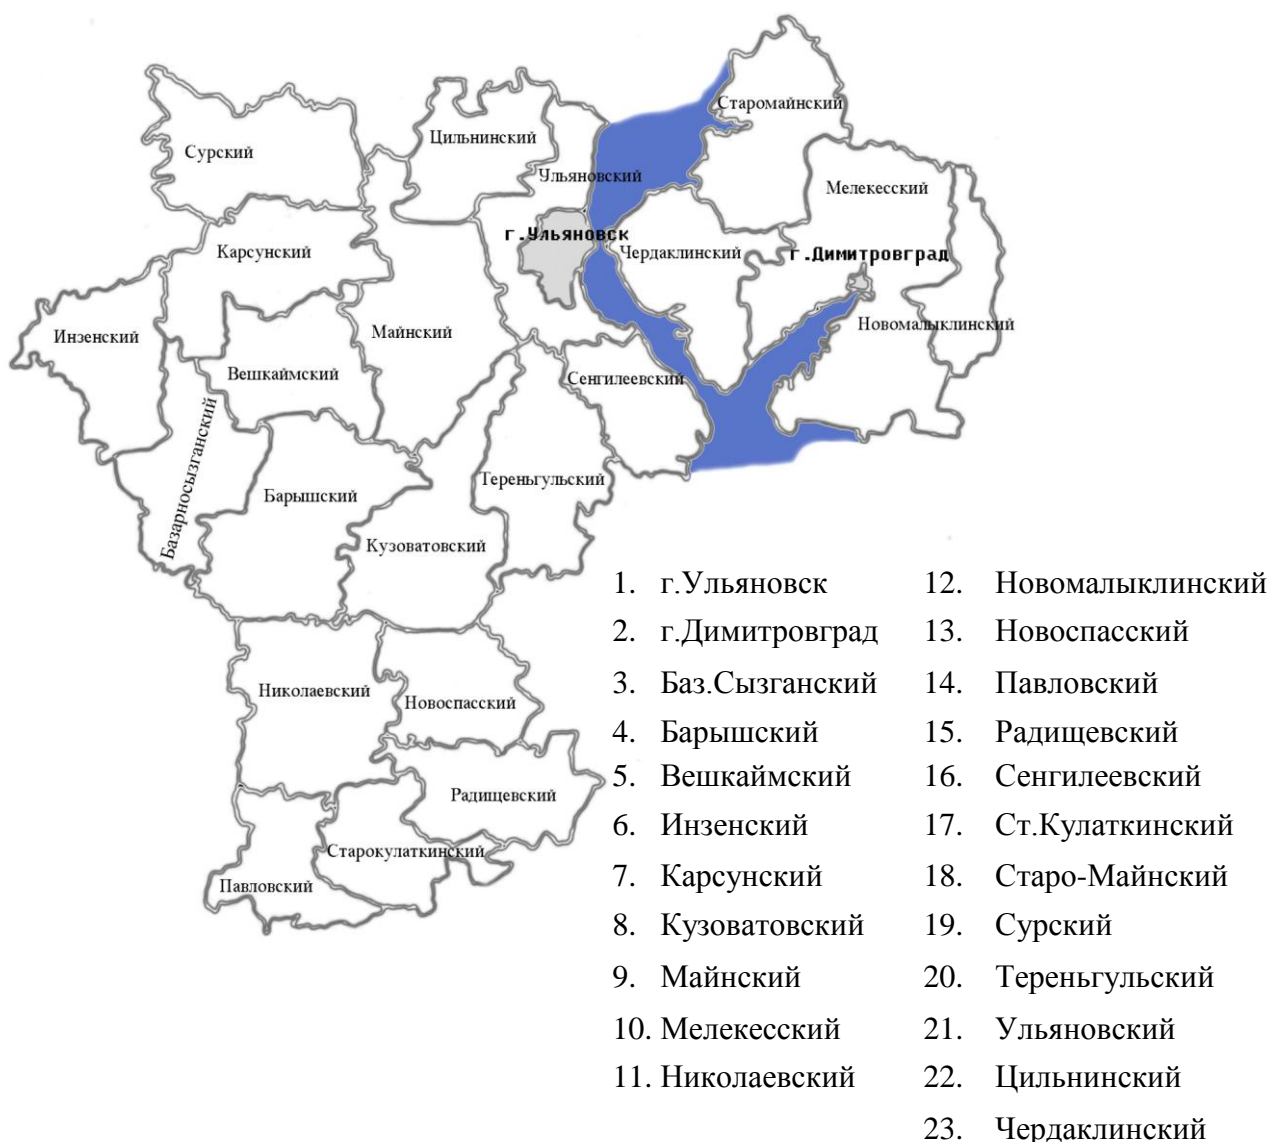 Старомайнский
Цильнинский
Сурский
Ульяновский
Мелекесский
г.Ульяновск
Карсунский
Чердаклинский
г.Димитровград
Инзенский
Майнский
Новомалыклинский
Вешкаймский
Сенгилеевский
Базарносызганский
Барышский
Тереньгульский
Кузоватовский
Николаевский
Новоспасский
Радищевский
Старокулаткинский
Павловский
1. г.Ульяновск
2. г.Димитровград
3. Баз.Сызганский
4. Барышский
5. Вешкаймский
6. Инзенский
7. Карсунский
8. Кузоватовский
9. Майнский
10. Мелекесский
11. Николаевский
12. Новомалыклинский
13. Новоспасский
14. Павловский
15. Радищевский
16. Сенгилеевский
17. Ст.Кулаткинский
18. Старо-Майнский
19. Сурский
20. Тереньгульский
21. Ульяновский
22. Цильнинский
23. Чердаклинский